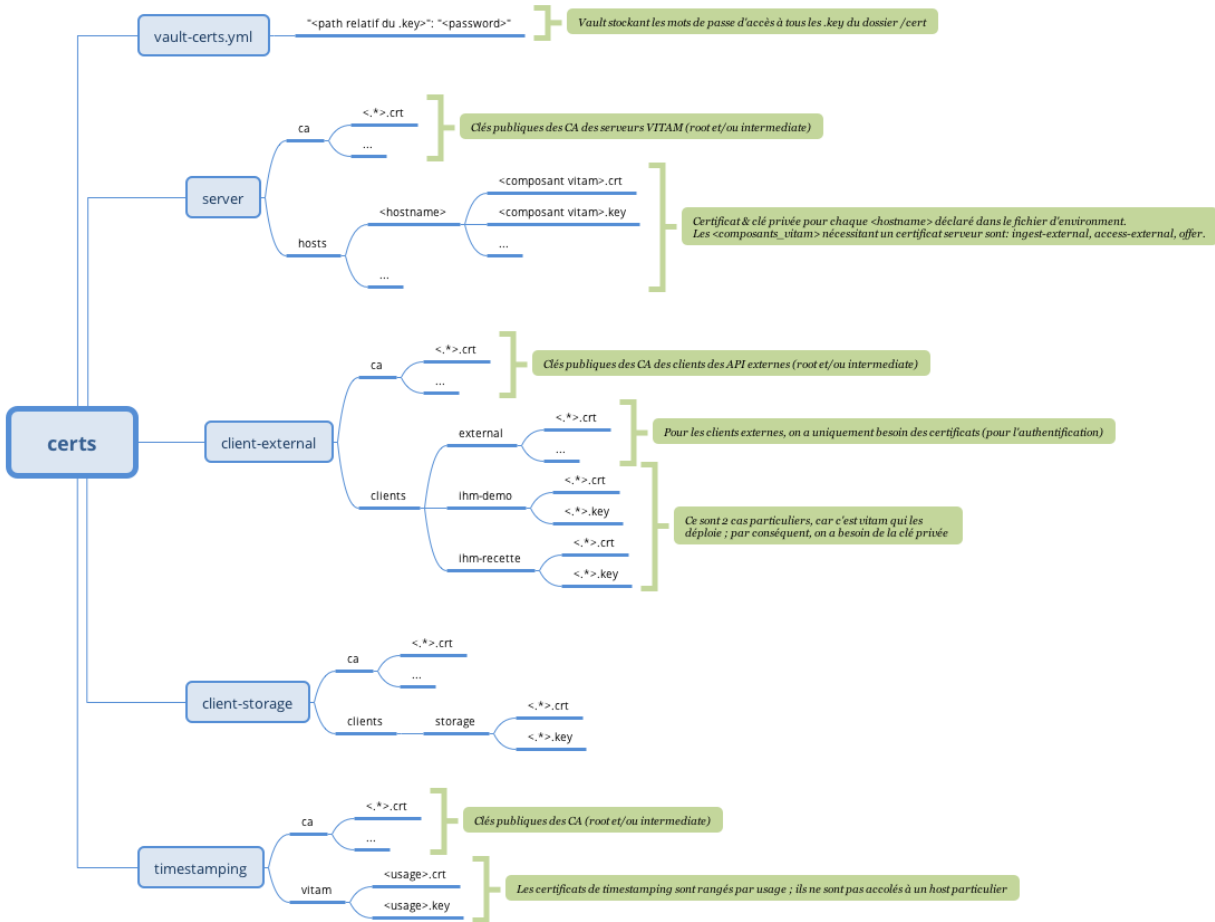 vault-certs.yml
"<path relatif du .key>": "<password>"
Vault stockant les mots de passe d'accès à tous les .key du dossier /cert
server
ca
<.*>.crt
...
Clés publiques des CA des serveurs VITAM (root et/ou intermediate)
hosts
<hostname>
<composant vitam>.crt
<composant vitam>.key
...
...
Certificat & clé privée pour chaque <hostname> déclaré dans le fichier d'environment.
Les <composants_vitam> nécessitant un certificat serveur sont: ingest-external, access-external, offer.
certs
client-external
ca
<.*>.crt
...
Clés publiques des CA des clients des API externes (root et/ou intermediate)
clients
external
<.*>.crt
...
Pour les clients externes, on a uniquement besoin des certificats (pour l'authentification)
ihm-demo
<.*>.crt
<.*>.key
ihm-recette
<.*>.crt
<.*>.key
Ce sont 2 cas particuliers, car c'est vitam qui les
déploie ; par conséquent, on a besoin de la clé privée
client-storage
ca
<.*>.crt
...
clients
storage
<.*>.crt
<.*>.key
timestamping
ca
<.*>.crt
...
Clés publiques des CA (root et/ou intermediate)
vitam
<usage>.crt
<usage>.key
Les certificats de timestamping sont rangés par usage ; ils ne sont pas accolés à un host particulier